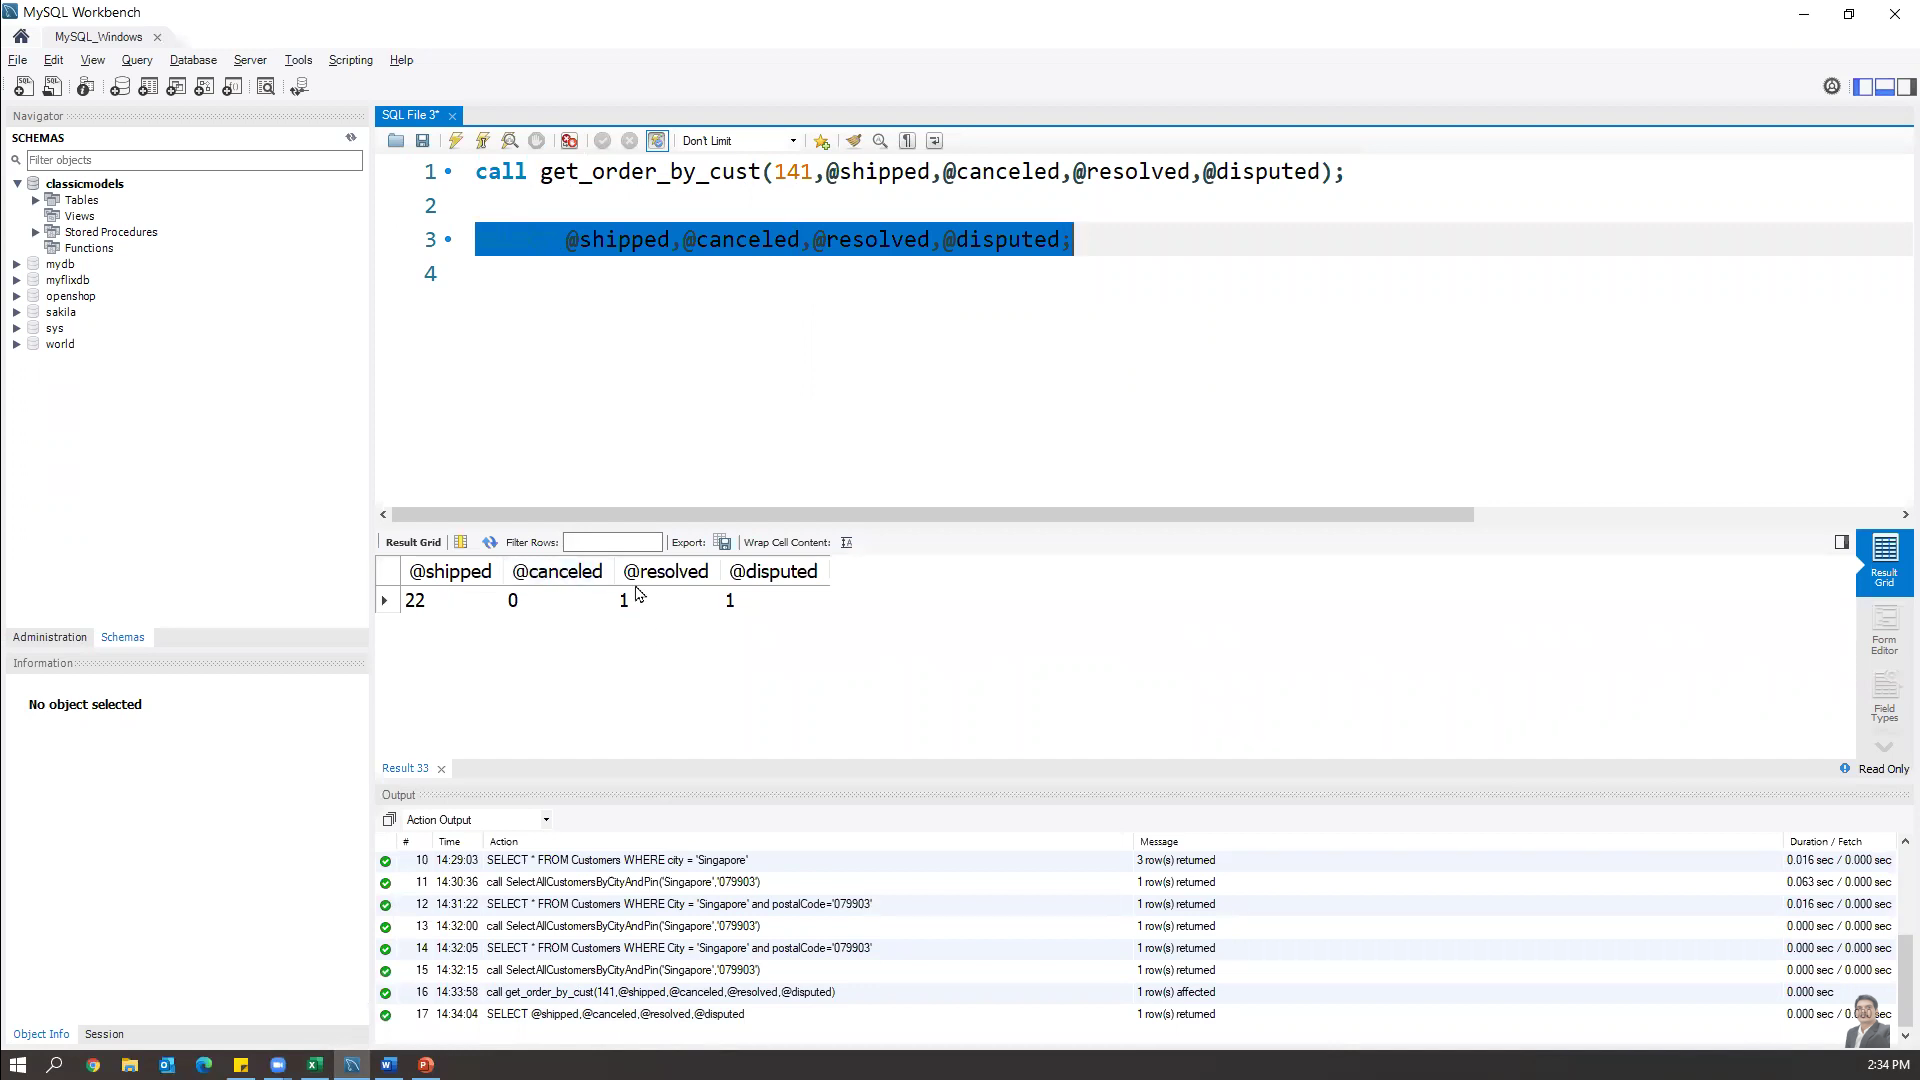 MySQL Workbench
MySQL_Windows
File Edit View Query Database Server Tools Scripting Help
Navigator
SCHEMAS
Filter objects
classicmodels
Tables
Views
Stored Procedures
Functions
mydb
myflixdb
openshop
sakila
sys
world
Administration Schemas
Information
No object selected
Object Info Session
SQL File 3*
Don't Limit
1 call get_order_by_cust(141,@shipped,@canceled,@resolved,@disputed);
2
3 @shipped,@canceled,@resolved,@disputed;
4
Result Grid Filter Rows: Export: Wrap Cell Content:
@shipped @canceled @resolved @disputed
22 0 1 1
Result Grid
Form Editor
Field Types
Result 33
Read Only
Output
Action Output
# Time Action Message Duration / Fetch
10 14:29:03 SELECT * FROM Customers WHERE city = 'Singapore' 3 row(s) returned 0.016 sec / 0.000 sec
11 14:30:36 call SelectAllCustomersByCityAndPin('Singapore','079903') 1 row(s) returned 0.063 sec / 0.000 sec
12 14:31:22 SELECT * FROM Customers WHERE City = 'Singapore' and postalCode='079903' 1 row(s) returned 0.016 sec / 0.000 sec
13 14:32:00 call SelectAllCustomersByCityAndPin('Singapore','079903') 1 row(s) returned 0.000 sec / 0.000 sec
14 14:32:05 SELECT * FROM Customers WHERE City = 'Singapore' and postalCode='079903' 1 row(s) returned 0.000 sec / 0.000 sec
15 14:32:15 call SelectAllCustomersByCityAndPin('Singapore','079903') 1 row(s) returned 0.000 sec / 0.000 sec
16 14:33:58 call get_order_by_cust(141,@shipped,@canceled,@resolved,@disputed) 1 row(s) affected 0.000 sec
17 14:34:04 SELECT @shipped,@canceled,@resolved,@disputed 1 row(s) returned 0.000 sec / 0.000 sec
2:34 PM